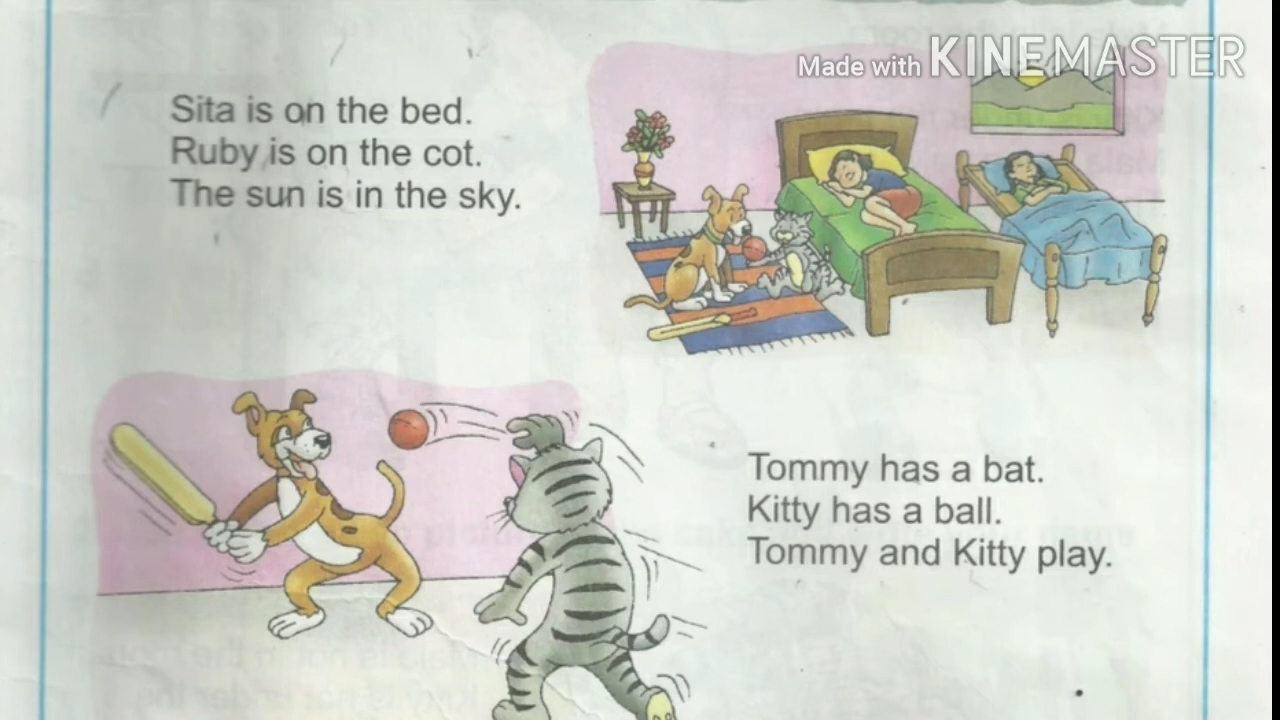 Made with KINEMASTER
Sita is on the bed.
Ruby is on the cot.
The sun is in the sky.
Tommy has a bat.
Kitty has a ball.
Tommy and Kitty play.